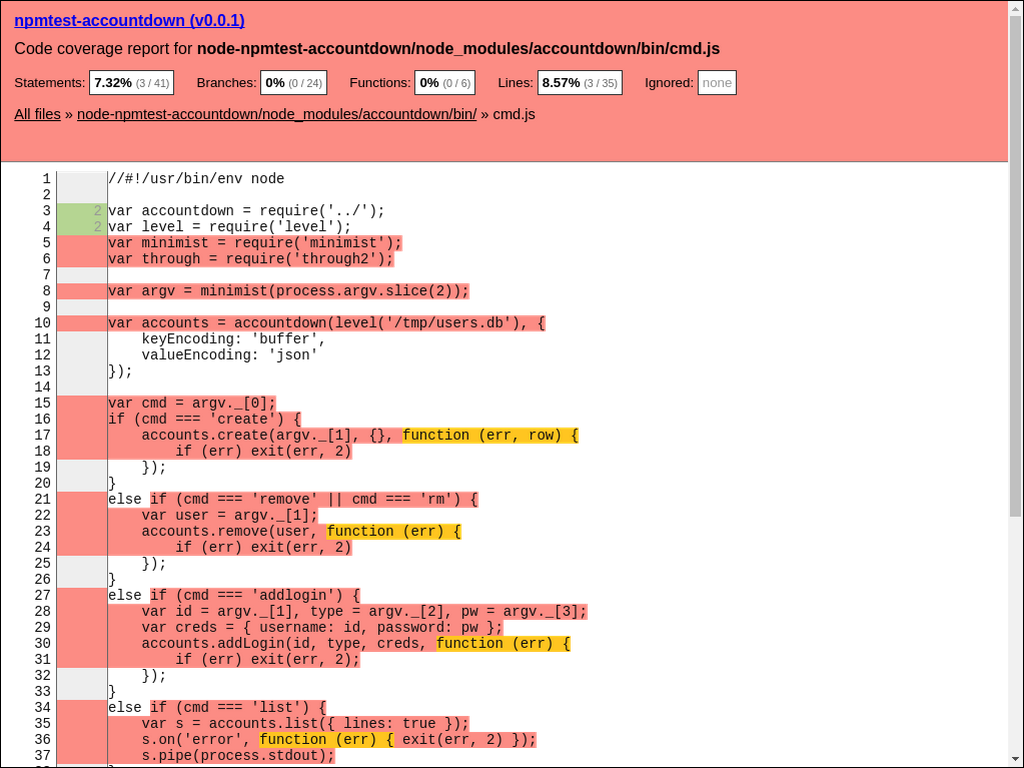 npmtest-accountdown (v0.0.1)
Code coverage report for node-npmtest-accountdown/node_modules/accountdown/bin/cmd.js
Statements: 7.32% (3 / 41) Branches: 0% (0 / 24) Functions: 0% (0 / 6) Lines: 8.57% (3 / 35) Ignored: none
All files » node-npmtest-accountdown/node_modules/accountdown/bin/ » cmd.js
1 //#!/usr/bin/env node
2
3 2 var accountdown = require('../');
4 2 var level = require('level');
5 var minimist = require('minimist');
6 var through = require('through2');
7
8 var argv = minimist(process.argv.slice(2));
9
10 var accounts = accountdown(level('/tmp/users.db'), {
11     keyEncoding: 'buffer',
12     valueEncoding: 'json'
13 });
14
15 var cmd = argv._[0];
16 if (cmd === 'create') {
17     accounts.create(argv._[1], {}, function (err, row) {
18         if (err) exit(err, 2)
19     });
20 }
21 else if (cmd === 'remove' || cmd === 'rm') {
22     var user = argv._[1];
23     accounts.remove(user, function (err) {
24         if (err) exit(err, 2)
25     });
26 }
27 else if (cmd === 'addlogin') {
28     var id = argv._[1], type = argv._[2], pw = argv._[3];
29     var creds = { username: id, password: pw };
30     accounts.addLogin(id, type, creds, function (err) {
31         if (err) exit(err, 2);
32     });
33 }
34 else if (cmd === 'list') {
35     var s = accounts.list({ lines: true });
36     s.on('error', function (err) { exit(err, 2) });
37     s.pipe(process.stdout);